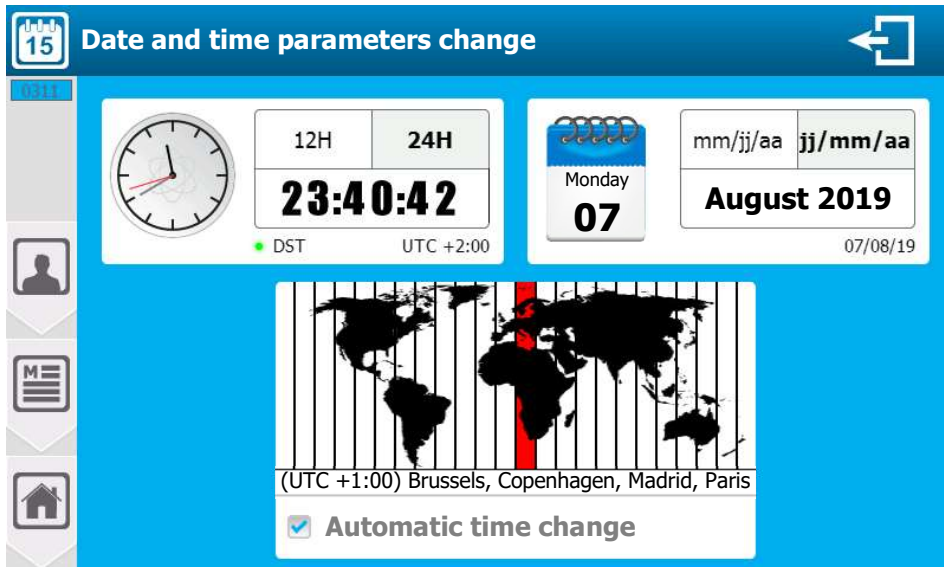 15
Date and time parameters change
0311
12H
24H
23:40:42
DST
UTC +2:00
Monday
07
mm/jj/aa
jj/mm/aa
August 2019
07/08/19
M
(UTC +1:00) Brussels, Copenhagen, Madrid, Paris
Automatic time change